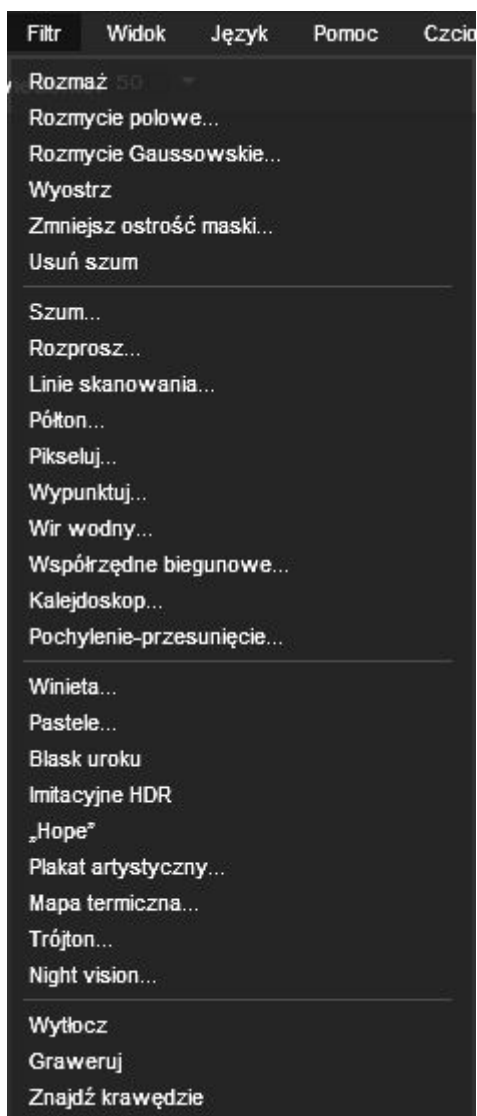 Filtr Widok Język Pomoc Czcio
Rozmaż 50
Rozmycie polowe...
Rozmycie Gaussowskie...
Wyostrz
Zmniejsz ostrość maski...
Usuń szum
Szum...
Rozprosz...
Linie skanowania...
Półton...
Pikseluj...
Wypunktuj...
Wir wodny...
Współrzędne biegunowe...
Kalejdoskop...
Pochylenie-przesunięcie...
Winieta...
Pastele...
Blask uroku
Imitacyjne HDR
„Hope”
Plakat artystyczny...
Mapa termiczna...
Trójton...
Night vision...
Wytłocz
Graweruj
Znajdź krawędzie